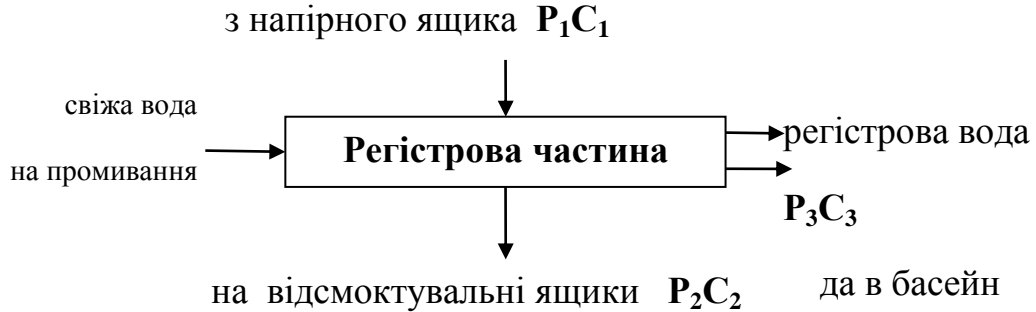 з напірного ящика P₁C₁
свіжа вода
на промивання
Регістрова частина
регістрова вода
P₃C₃
на відсмоктувальні ящики P₂C₂
да в басейн